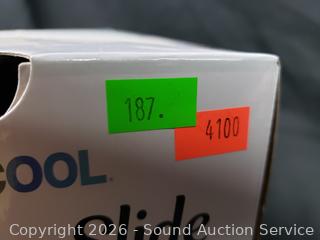 187.
4100
COOL
Slide
Copyright 2026 - Sound Auction Service